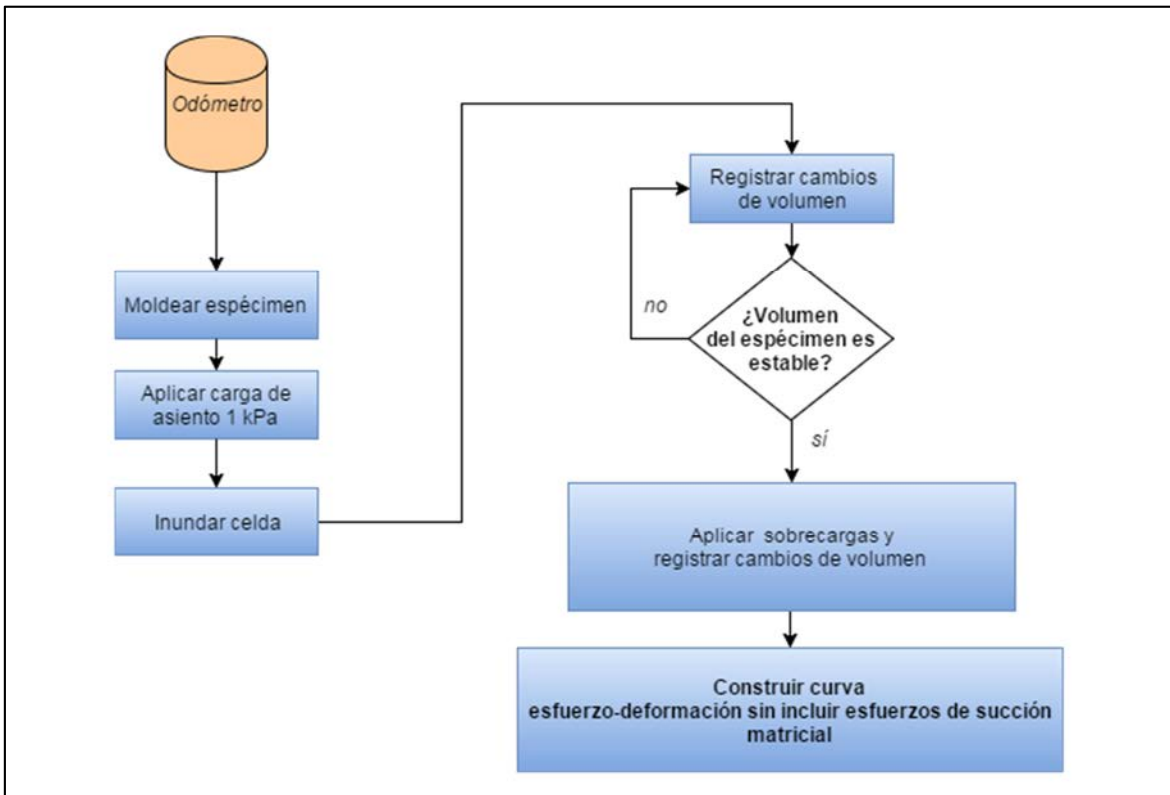 Odómetro
Moldear espécimen
Aplicar carga de
asiento 1 kPa
Inundar celda
Registrar cambios
de volumen
no
¿Volumen
del espécimen es
estable?
sí
Aplicar sobrecargas y
registrar cambios de volumen
Construir curva
esfuerzo-deformación sin incluir esfuerzos de succión
matricial